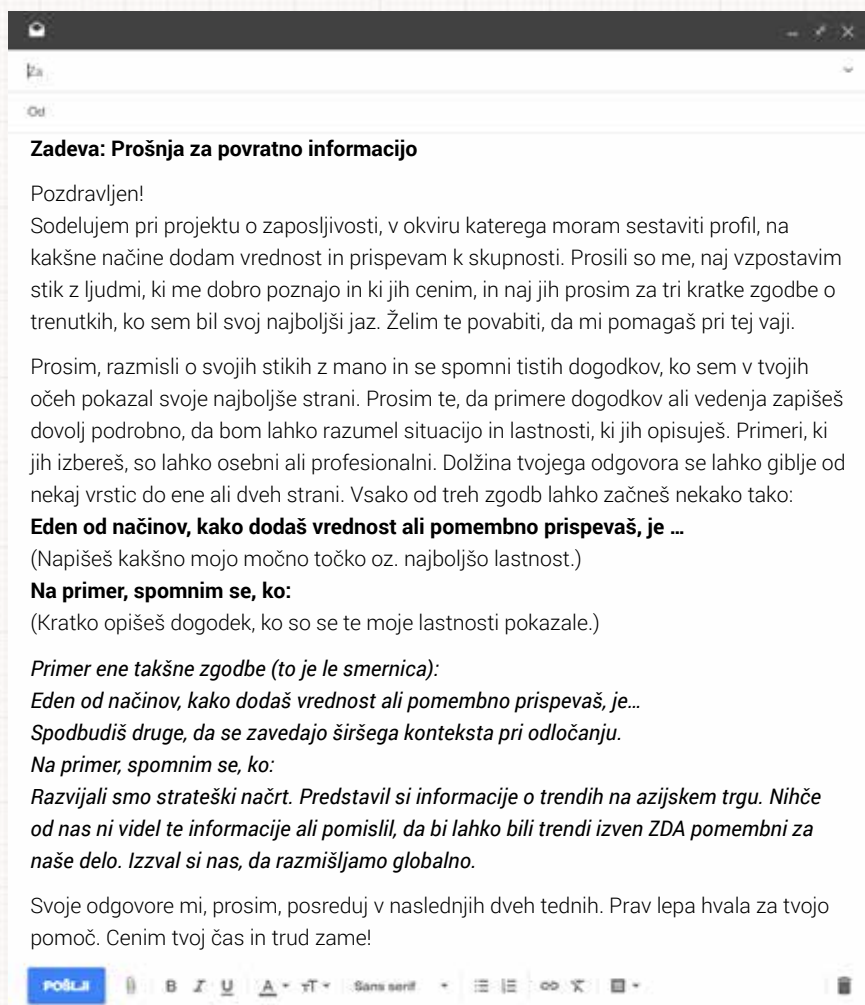 Za
Od
Zadeva: Prošnja za povratno informacijo
Pozdravljen!
Sodelujem pri projektu o zaposljivosti, v okviru katerega moram sestaviti profil, na
kakšne načine dodam vrednost in prispevam k skupnosti. Prosili so me, naj vzpostavim
stik z ljudmi, ki me dobro poznajo in ki jih cenim, in naj jih prosim za tri kratke zgodbe o
trenutkih, ko sem bil svoj najboljši jaz. Želim te povabiti, da mi pomagaš pri tej vaji.
Prosim, razmisli o svojih stikih z mano in se spomni tistih dogodkov, ko sem v tvojih
očeh pokazal svoje najboljše strani. Prosim te, da primere dogodkov ali vedenja zapišeš
dovolj podrobno, da bom lahko razumel situacijo in lastnosti, ki jih opisuješ. Primeri, ki
jih izbereš, so lahko osebni ali profesionalni. Dolžina tvojega odgovora se lahko giblje od
nekaj vrstic do ene ali dveh strani. Vsako od treh zgodb lahko začneš nekako tako:
Eden od načinov, kako dodaš vrednost ali pomembno prispevaš, je ...
(Napišeš kakšno mojo močno točko oz. najboljšo lastnost.)
Na primer, spomnim se, ko:
(Kratko opišeš dogodek, ko so se te moje lastnosti pokazale.)
Primer ene takšne zgodbe (to je le smernica):
Eden od načinov, kako dodaš vrednost ali pomembno prispevaš, je...
Spodbudiš druge, da se zavedajo širšega konteksta pri odločanju.
Na primer, spomnim se, ko:
Razvijali smo strateški načrt. Predstavil si informacije o trendih na azijskem trgu. Nihče
od nas ni videl te informacije ali pomislil, da bi lahko bili trendi izven ZDA pomembni za
naše delo. Izzval si nas, da razmišljamo globalno.
Svoje odgovore mi, prosim, posreduj v naslednjih dveh tednih. Prav lepa hvala za tvojo
pomoč. Cenim tvoj čas in trud zame!
POŠLJI B I U A TT Sans serif